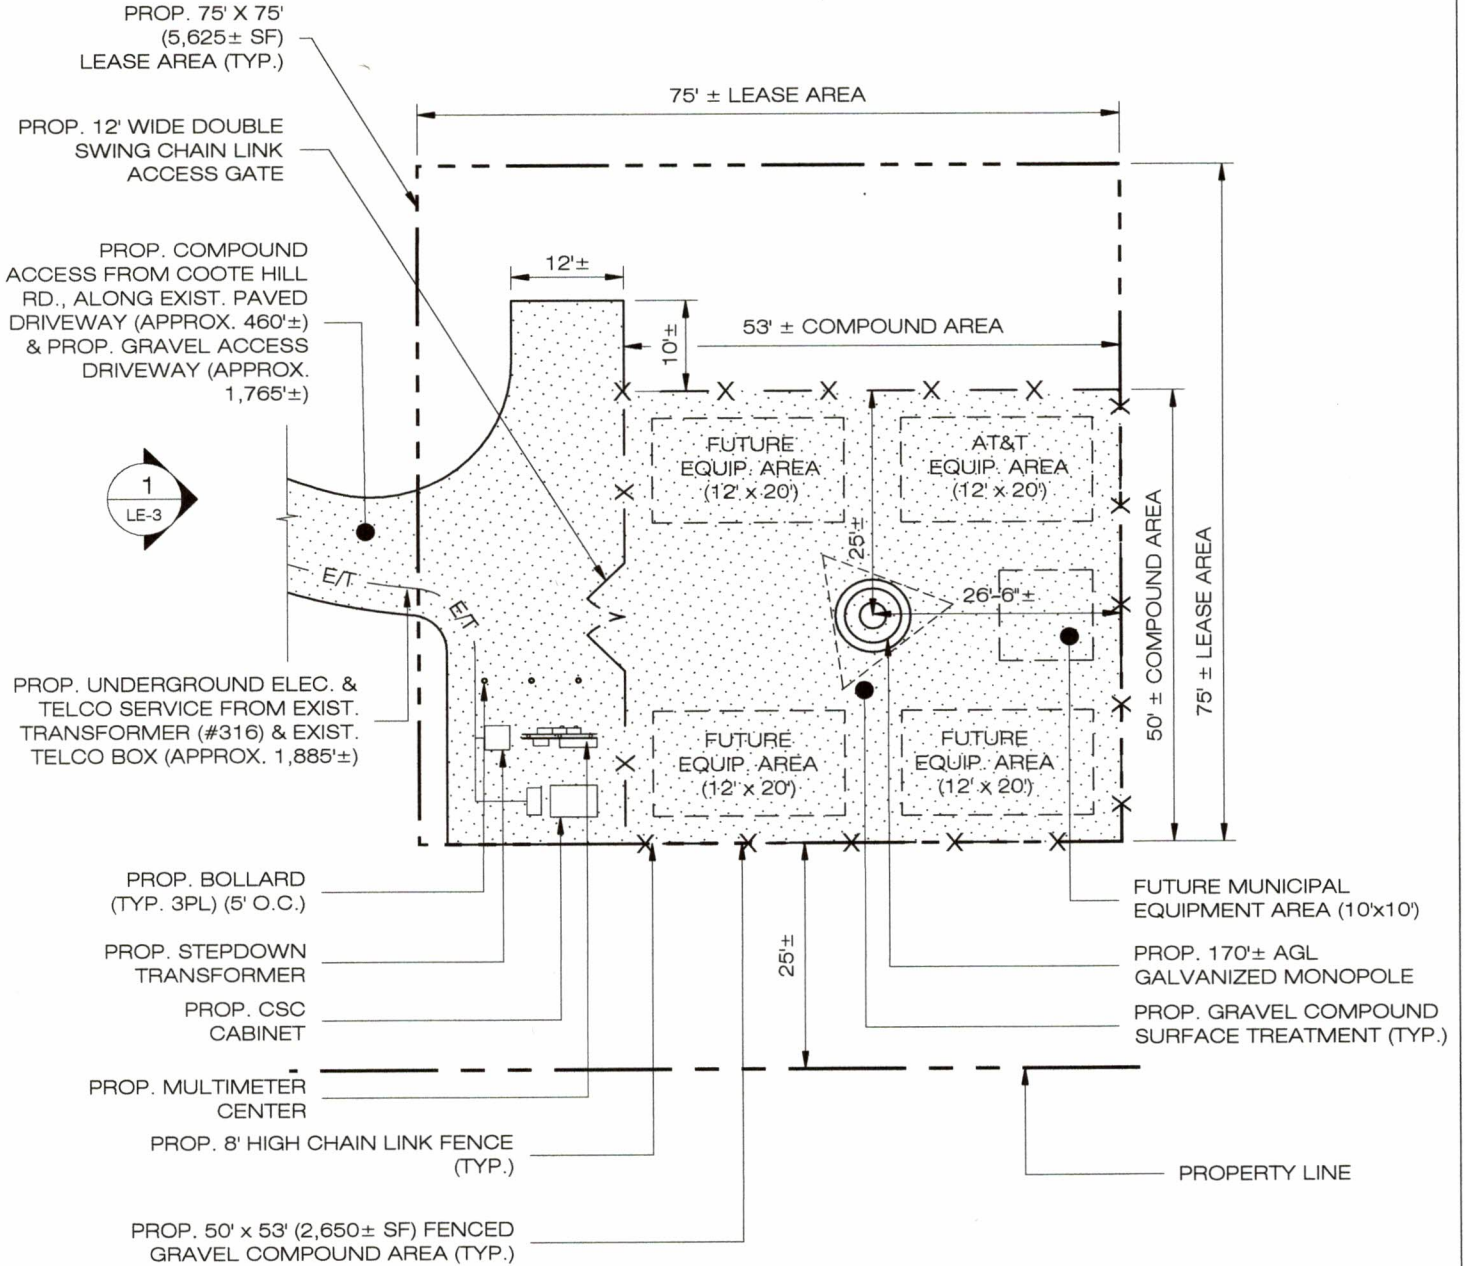 PROP. 75' X 75'
(5,625± SF)
LEASE AREA (TYP.)
75' ± LEASE AREA
PROP. 12' WIDE DOUBLE
SWING CHAIN LINK
ACCESS GATE
PROP. COMPOUND
ACCESS FROM COOTE HILL
RD., ALONG EXIST. PAVED
DRIVEWAY (APPROX. 460'±)
& PROP. GRAVEL ACCESS
DRIVEWAY (APPROX.
1,765'±)
12'±
10'±
53' ± COMPOUND AREA
FUTURE
EQUIP. AREA
(12' x 20')
AT&T
EQUIP. AREA
(12' x 20')
1
LE-3
25'±
26'-6"±
50' ± COMPOUND AREA
75' ± LEASE AREA
E/T
E/T
PROP. UNDERGROUND ELEC. &
TELCO SERVICE FROM EXIST.
TRANSFORMER (#316) & EXIST.
TELCO BOX (APPROX. 1,885'±)
FUTURE
EQUIP. AREA
(12' x 20')
FUTURE
EQUIP. AREA
(12' x 20')
PROP. BOLLARD
(TYP. 3PL) (5' O.C.)
PROP. STEPDOWN
TRANSFORMER
PROP. CSC
CABINET
PROP. MULTIMETER
CENTER
PROP. 8' HIGH CHAIN LINK FENCE
(TYP.)
PROP. 50' x 53' (2,650± SF) FENCED
GRAVEL COMPOUND AREA (TYP.)
25'±
FUTURE MUNICIPAL
EQUIPMENT AREA (10'x10')
PROP. 170'± AGL
GALVANIZED MONOPOLE
PROP. GRAVEL COMPOUND
SURFACE TREATMENT (TYP.)
PROPERTY LINE